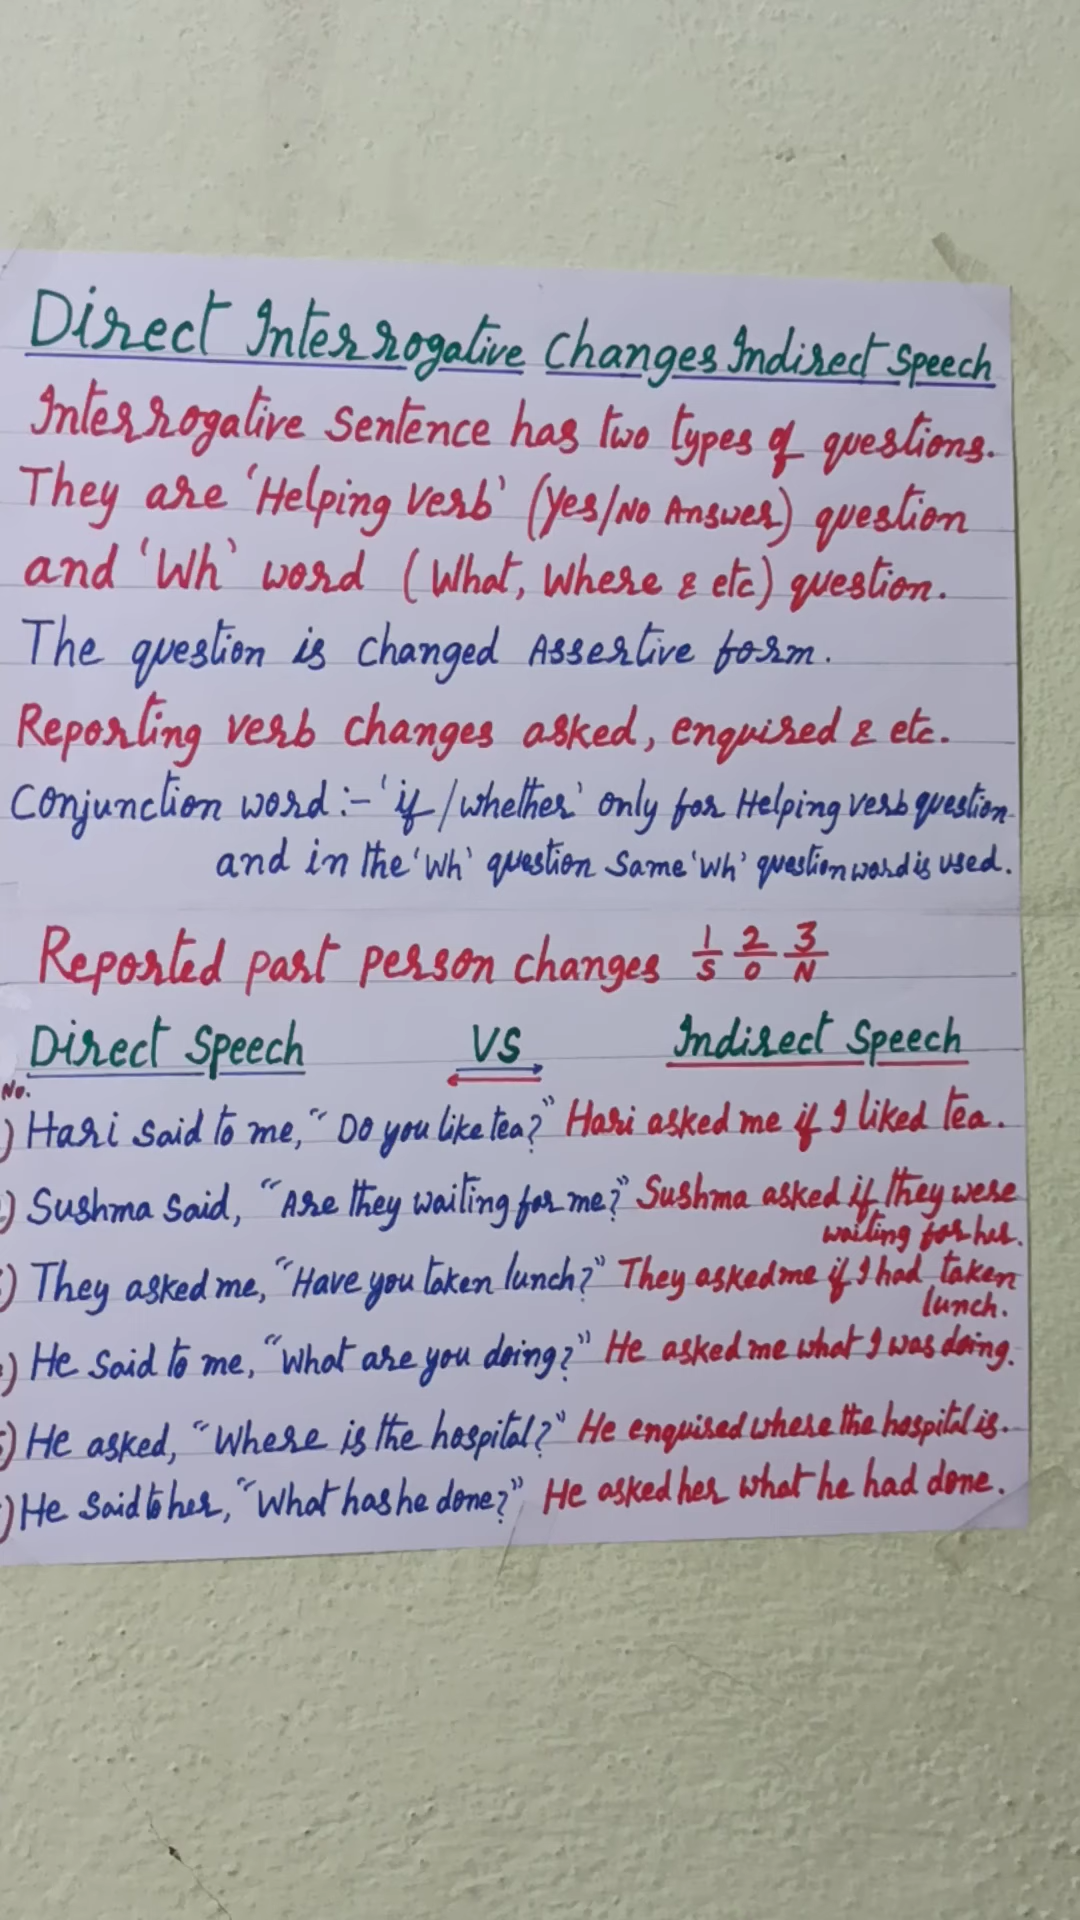 Direct Interrogative Changes Indirect Speech
Interrogative Sentence has two types of questions.
They are 'Helping Verb' (Yes/No Answer) question
and 'Wh' word (What, Where & etc) question.
The question is changed Assertive form.
Reporting verb changes asked, enquired & etc.
Conjunction word :- 'if/whether' only for Helping verb question
and in the 'Wh' question Same 'Wh' question word is used.
Reported part person changes 1/S 2/O 3/N
Direct Speech VS Indirect Speech
No.
) Hari said to me, "Do you like tea?" Hari asked me if I liked tea.
) Sushma said, "Are they waiting for me?" Sushma asked if they were
waiting for her.
) They asked me, "Have you taken lunch?" They asked me if I had taken
lunch.
) He said to me, "What are you doing?" He asked me what I was doing.
) He asked, "Where is the hospital?" He enquired where the hospital is.
) He said to her, "What has he done?" He asked her what he had done.